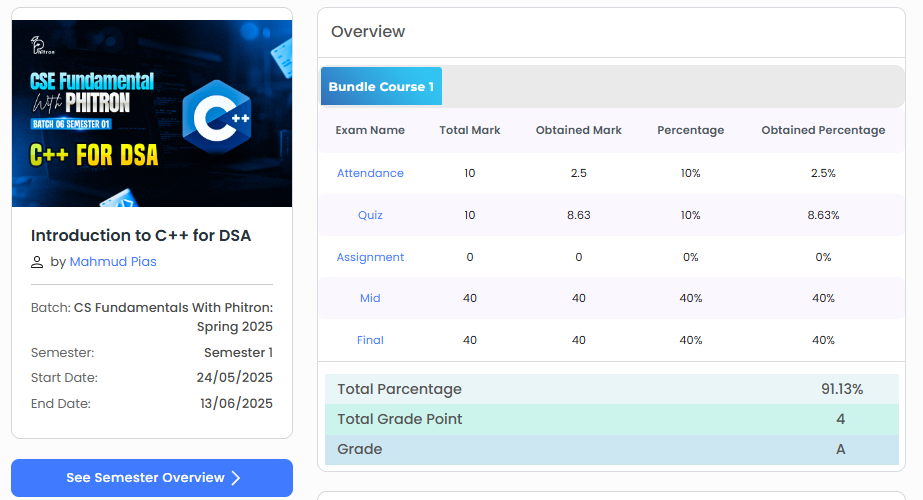 Phitron
CSE Fundamental
With PHITRON
BATCH 06 SEMESTER 01
C++ FOR DSA
C++
Introduction to C++ for DSA
by Mahmud Pias
Batch: CS Fundamentals With Phitron:
Spring 2025
Semester: Semester 1
Start Date: 24/05/2025
End Date: 13/06/2025
See Semester Overview
Overview
Bundle Course 1
Exam Name Total Mark Obtained Mark Percentage Obtained Percentage
Attendance 10 2.5 10% 2.5%
Quiz 10 8.63 10% 8.63%
Assignment 0 0 0% 0%
Mid 40 40 40% 40%
Final 40 40 40% 40%
Total Parcentage 91.13%
Total Grade Point 4
Grade A